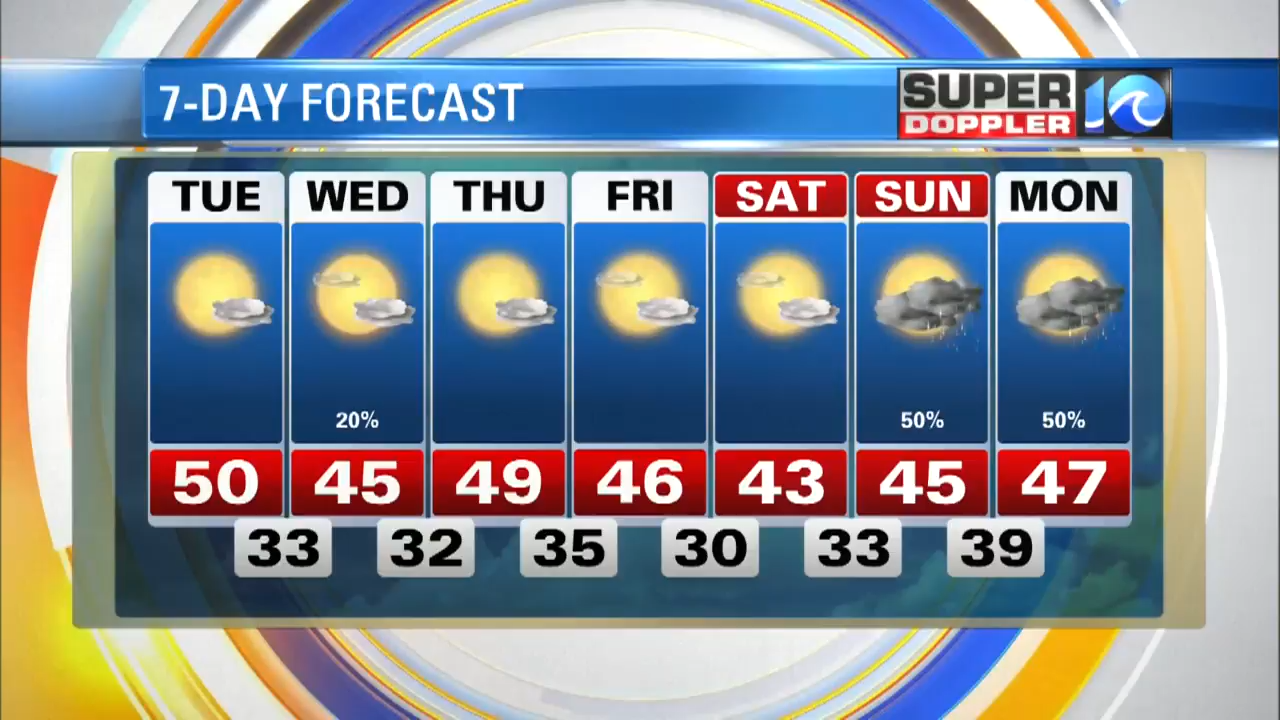 7-DAY FORECAST
SUPER DOPPLER 10
TUE WED THU FRI SAT SUN MON
20% 50% 50%
50 45 49 46 43 45 47
33 32 35 30 33 39